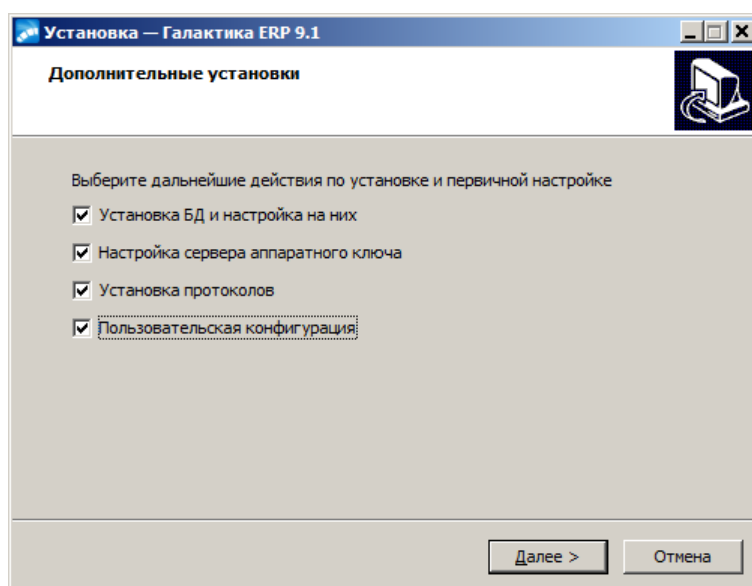 Установка — Галактика ERP 9.1
Дополнительные установки
Выберите дальнейшие действия по установке и первичной настройке
Установка БД и настройка на них
Настройка сервера аппаратного ключа
Установка протоколов
Пользовательская конфигурация
Далее >
Отмена